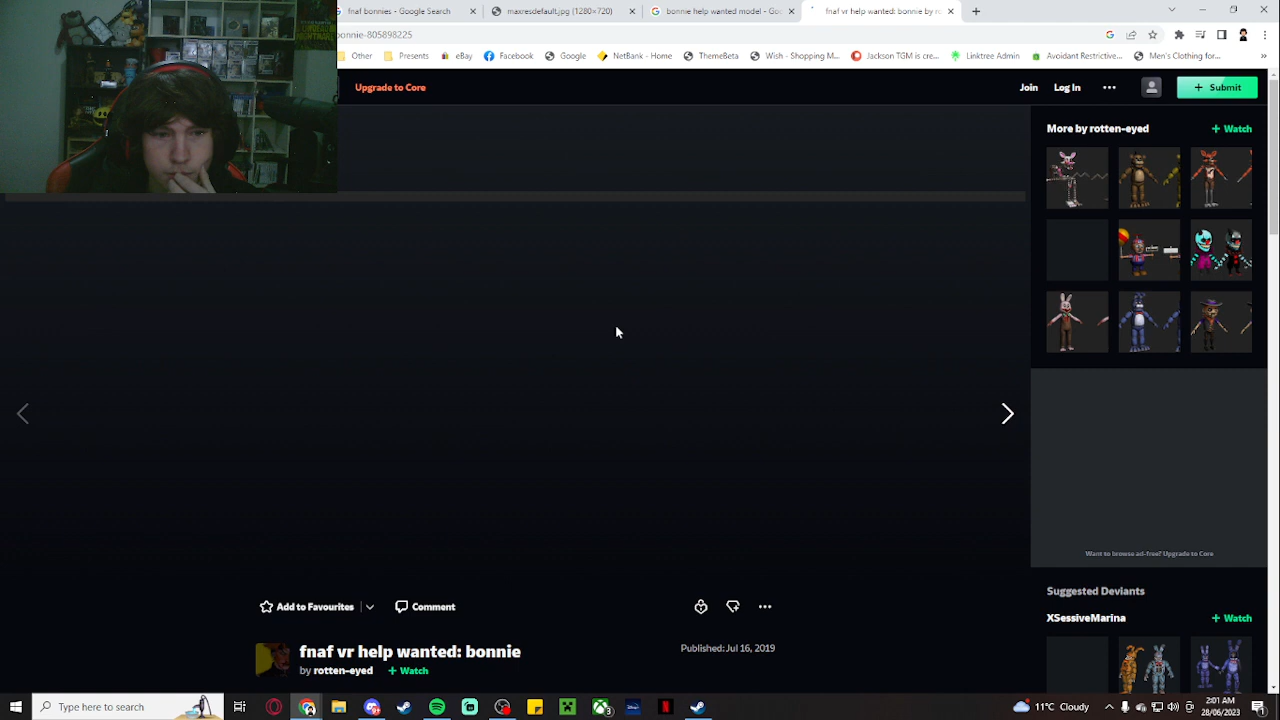 fnaf bonnies - Google Search
maxresdefault.jpg (1280×720)
bonnie help wanted model - Goo
fnaf vr help wanted: bonnie by ro
bonnie-805898225
Other
Presents
eBay
Facebook
Google
NetBank - Home
ThemeBeta
Wish - Shopping M...
Jackson TGM is cre...
Linktree Admin
Avoidant Restrictive...
Men's Clothing for...
»
Upgrade to Core
Join
Log In
+ Submit
More by rotten-eyed
+ Watch
Want to browse ad-free? Upgrade to Core
Suggested Deviants
XSessiveMarina
+ Watch
Add to Favourites
Comment
fnaf vr help wanted: bonnie
Published: Jul 16, 2019
by rotten-eyed
+ Watch
Type here to search
11°C Cloudy
2:01 AM
28/06/2023